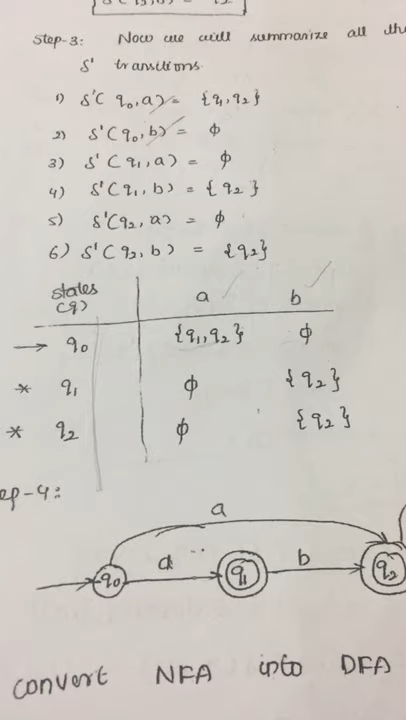 Step-3: Now we will summarize all the
δ' transitions
1) δ'(q0,a) = {q1,q2}
2) δ'(q0,b) = ϕ
3) δ'(q1,a) = ϕ
4) δ'(q1,b) = {q2}
5) δ'(q2,a) = ϕ
6) δ'(q2,b) = {q2}
states (q) a b
→ q0 {q1,q2} ϕ
* q1 ϕ {q2}
* q2 ϕ {q2}
ep-4:
a
q0 a q1 b q2
convert NFA into DFA